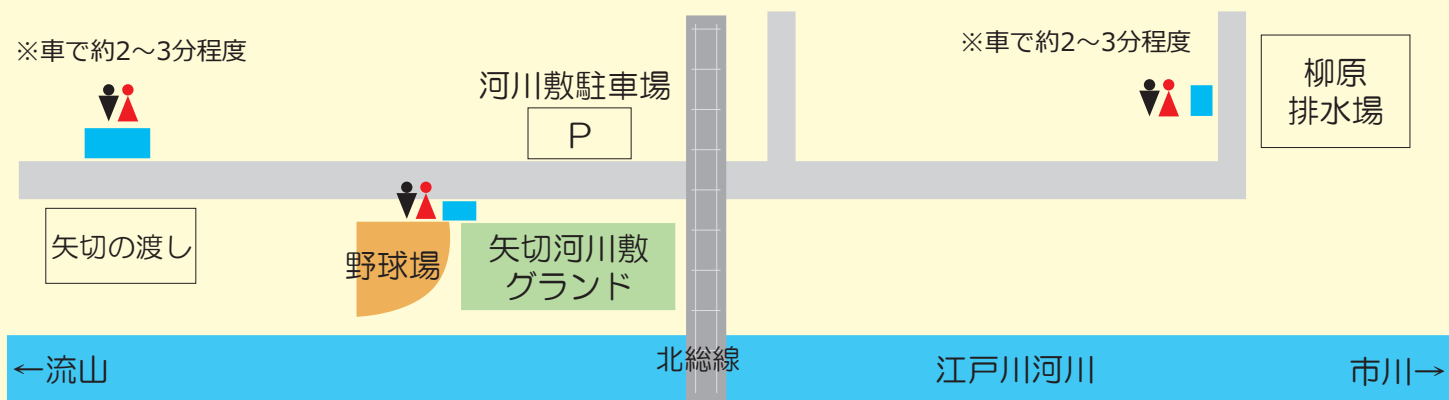 ※車で約2〜3分程度
※車で約2〜3分程度
河川敷駐車場
P
柳原
排水場
矢切の渡し
野球場
矢切河川敷
グランド
←流山
北総線
江戸川河川
市川→